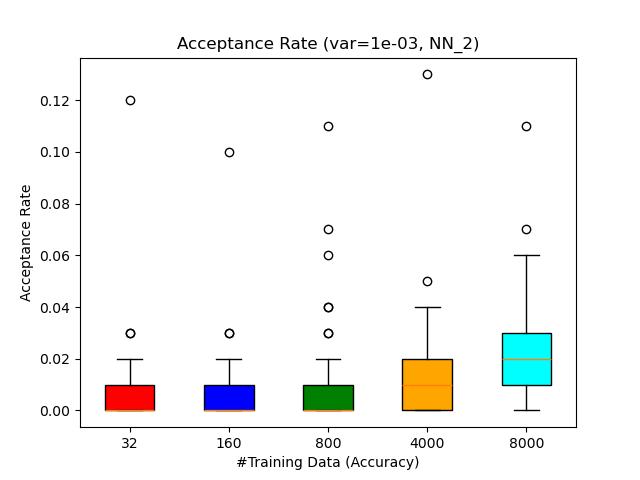 Acceptance Rate (var=1e-03, NN_2)
0.12
0.10
0.08
0.06
0.04
0.02
0.00
Acceptance Rate
32 160 800 4000 8000
#Training Data (Accuracy)